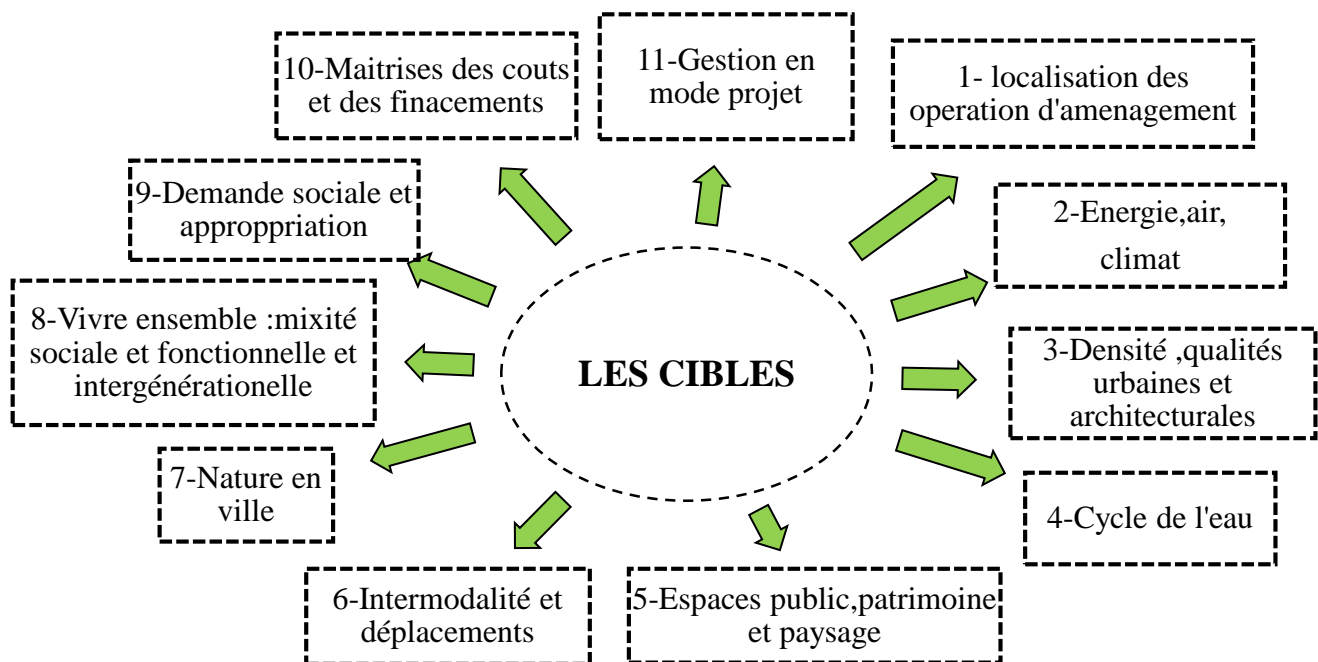 10-Maitrises des couts
et des finacements
11-Gestion en
mode projet
1- localisation des
operation d'amenagement
9-Demande sociale et
approppriation
2-Energie,air,
climat
8-Vivre ensemble :mixité
sociale et fonctionnelle et
intergénérationelle
LES CIBLES
3-Densité ,qualités
urbaines et
architecturales
7-Nature en
ville
4-Cycle de l'eau
6-Intermodalité et
déplacements
5-Espaces public,patrimoine
et paysage